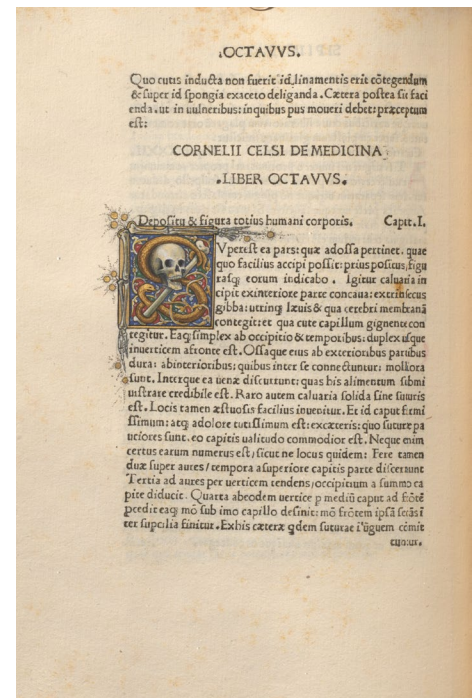 .OCTAVVS.
Quo cutis inducta non fuerit id linamentis erit cōtegendum
& super id spongia ex aceto deliganda. Cætera postea sic faci
enda. ut in uulneribus: in quibus pus moueri debet: præceptum
est:
CORNELII CELSI DE MEDICINA.
.LIBER OCTAVVS.
De positu & figura totius humani corporis. Capit. I.
Vperest ea pars: quæ ad ossa pertinet. quæ
quo facilius accipi possit: prius positus, figu
rasq; eorum indicabo. Igitur caluaria in
cipit ex interiore parte concaua: extrinsecus
gibba: utrinq; læuis & qua cerebri membranā
contegit: et qua cute capillum gignente con
tegitur. Eaq; simplex ab occipitio & temporibus: duplex usque
in uerticem a fronte est. Ossaque eius ab exterioribus partibus
dura: ab interioribus: quibus inter se connectuntur: molliora
sunt. Interque ea uenæ discurrunt: quas his alimentum submi
nistrare credibile est. Raro autem caluaria solida sine suturis
est. Locis tamen æstuosis facilius inuenitur. Et id caput firmi
ssimum: atq; a dolore tutissimum est: ex cæteris: quo suturæ pa
uciores sunt. eo capitis ualitudo commodior est. Neque enim
certus earum numerus est/ sicut ne locus quidem: Fere tamen
duæ super aures/ tempora a superiore capitis parte discernunt
Tertia ad aures per uerticem tendens/ occipitium a summo ca
pite diducit. Quarta ab eodem uertice p mediū caput ad frōtē
pcedit eaq; mō sub imo capillo desinit: mō frōtem ipsā secās ī
ter supcilia finitur. Ex his cæteræ qdem suturae ī ūguem cōmit
tuntur.